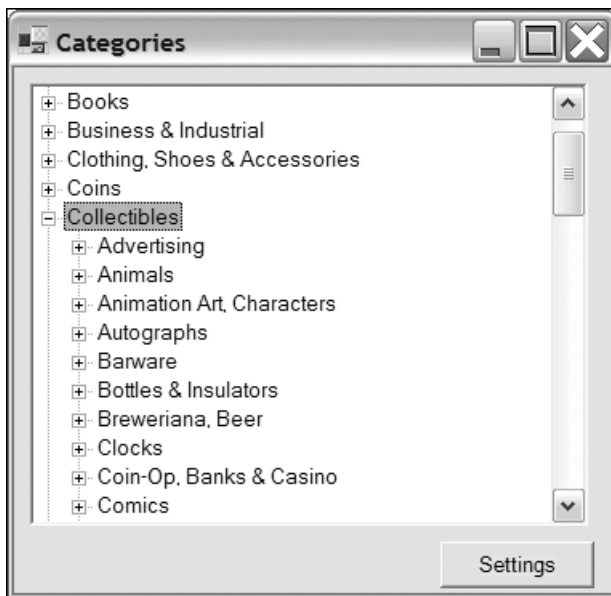 Categories
Books
Business & Industrial
Clothing, Shoes & Accessories
Coins
Collectibles
Advertising
Animals
Animation Art, Characters
Autographs
Barware
Bottles & Insulators
Breweriana, Beer
Clocks
Coin-Op, Banks & Casino
Comics
Settings